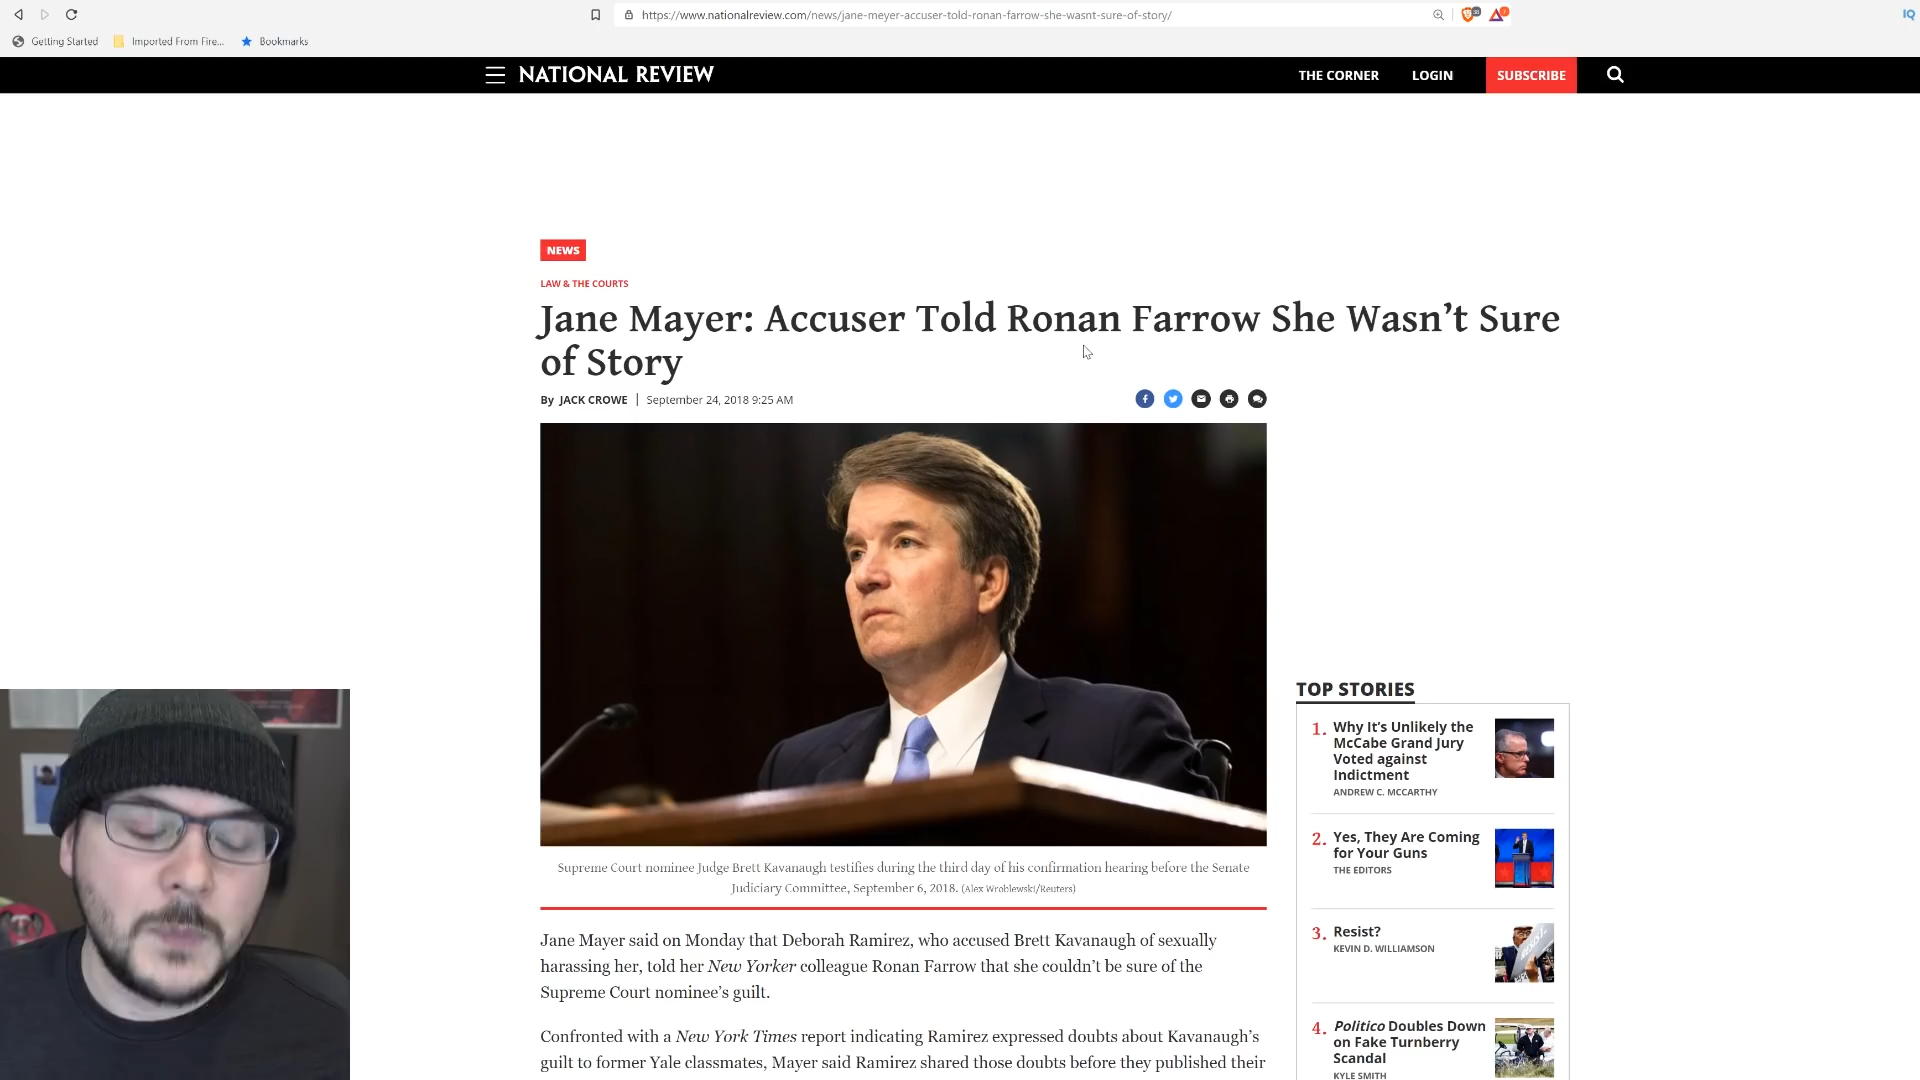 https://www.nationalreview.com/news/jane-meyer-accuser-told-ronan-farrow-she-wasnt-sure-of-story/
IQ
Getting Started
Imported From Fire...
Bookmarks
NATIONAL REVIEW
THE CORNER
LOGIN
SUBSCRIBE
NEWS
LAW & THE COURTS
Jane Mayer: Accuser Told Ronan Farrow She Wasn't Sure
of Story
By JACK CROWE | September 24, 2018 9:25 AM
Supreme Court nominee Judge Brett Kavanaugh testifies during the third day of his confirmation hearing before the Senate
Judiciary Committee, September 6, 2018. (Alex Wroblewski/Reuters)
Jane Mayer said on Monday that Deborah Ramirez, who accused Brett Kavanaugh of sexually
harassing her, told her New Yorker colleague Ronan Farrow that she couldn't be sure of the
Supreme Court nominee's guilt.
Confronted with a New York Times report indicating Ramirez expressed doubts about Kavanaugh's
guilt to former Yale classmates, Mayer said Ramirez shared those doubts before they published their
TOP STORIES
1. Why It's Unlikely the
McCabe Grand Jury
Voted against
Indictment
ANDREW C. MCCARTHY
2. Yes, They Are Coming
for Your Guns
THE EDITORS
3. Resist?
KEVIN D. WILLIAMSON
4. Politico Doubles Down
on Fake Turnberry
Scandal
KYLE SMITH